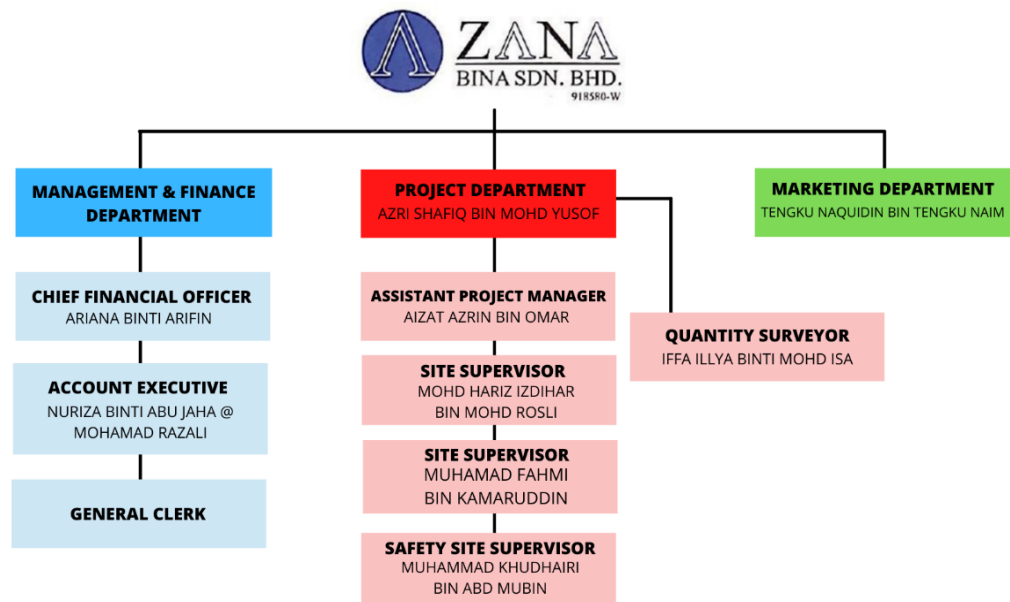 ZANA
BINA SDN. BHD.
918580-W
MANAGEMENT & FINANCE
DEPARTMENT
CHIEF FINANCIAL OFFICER
ARIANA BINTI ARIFIN
ACCOUNT EXECUTIVE
NURIZA BINTI ABU JAHA @
MOHAMAD RAZALI
GENERAL CLERK
PROJECT DEPARTMENT
AZRI SHAFIQ BIN MOHD YUSOF
ASSISTANT PROJECT MANAGER
AIZAT AZRIN BIN OMAR
SITE SUPERVISOR
MOHD HARIZ IZDIHAR
BIN MOHD ROSLI
SITE SUPERVISOR
MUHAMAD FAHMI
BIN KAMARUDDIN
SAFETY SITE SUPERVISOR
MUHAMMAD KHUDHAIRI
BIN ABD MUBIN
QUANTITY SURVEYOR
IFFA ILLYA BINTI MOHD ISA
MARKETING DEPARTMENT
TENGKU NAQUIDIN BIN TENGKU NAIM